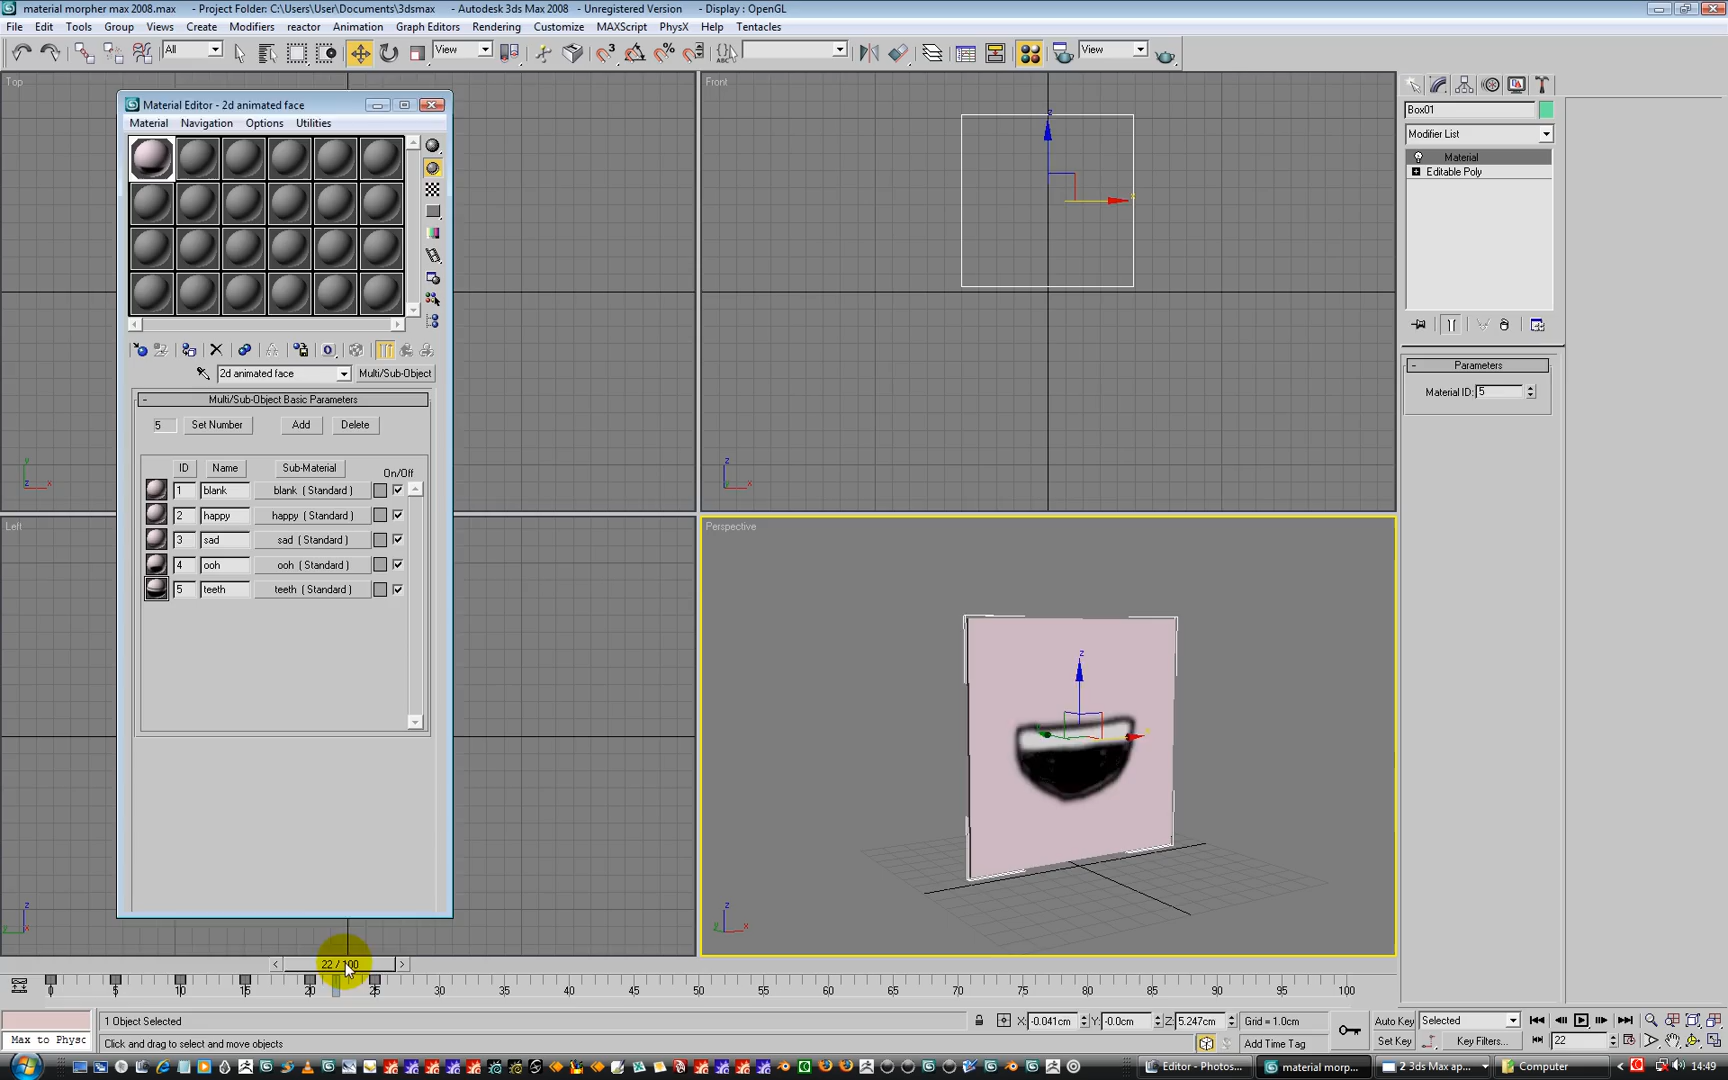 material morpher max 2008.max - Project Folder: C:\Users\User\Documents\3dsmax - Autodesk 3ds Max 2008 - Unregistered Version - Display : OpenGL
File Edit Tools Group Views Create Modifiers reactor Animation Graph Editors Rendering Customize MAXScript PhysX Help Tentacles
All View View
Top
Front
Material Editor - 2d animated face
Material Navigation Options Utilities
2d animated face Multi/Sub-Object
Multi/Sub-Object Basic Parameters
5 Set Number Add Delete
ID Name Sub-Material On/Off
1 blank blank ( Standard )
2 happy happy ( Standard )
3 sad sad ( Standard )
4 ooh ooh ( Standard )
5 teeth teeth ( Standard )
Left
Perspective
Box01
Modifier List
Material
Editable Poly
Parameters
Material ID: 5
22 / 100
0 5 10 15 20 25 30 35 40 45 50 55 60 65 70 75 80 85 90 95 100
1 Object Selected X: -0.041cm Y: -0.0cm Z: 5.247cm Grid = 1.0cm Auto Key Selected
Max to Physc Click and drag to select and move objects Add Time Tag Set Key Key Filters... 22
Editor - Photos... material morp... 2 3ds Max ap... Computer 14:49